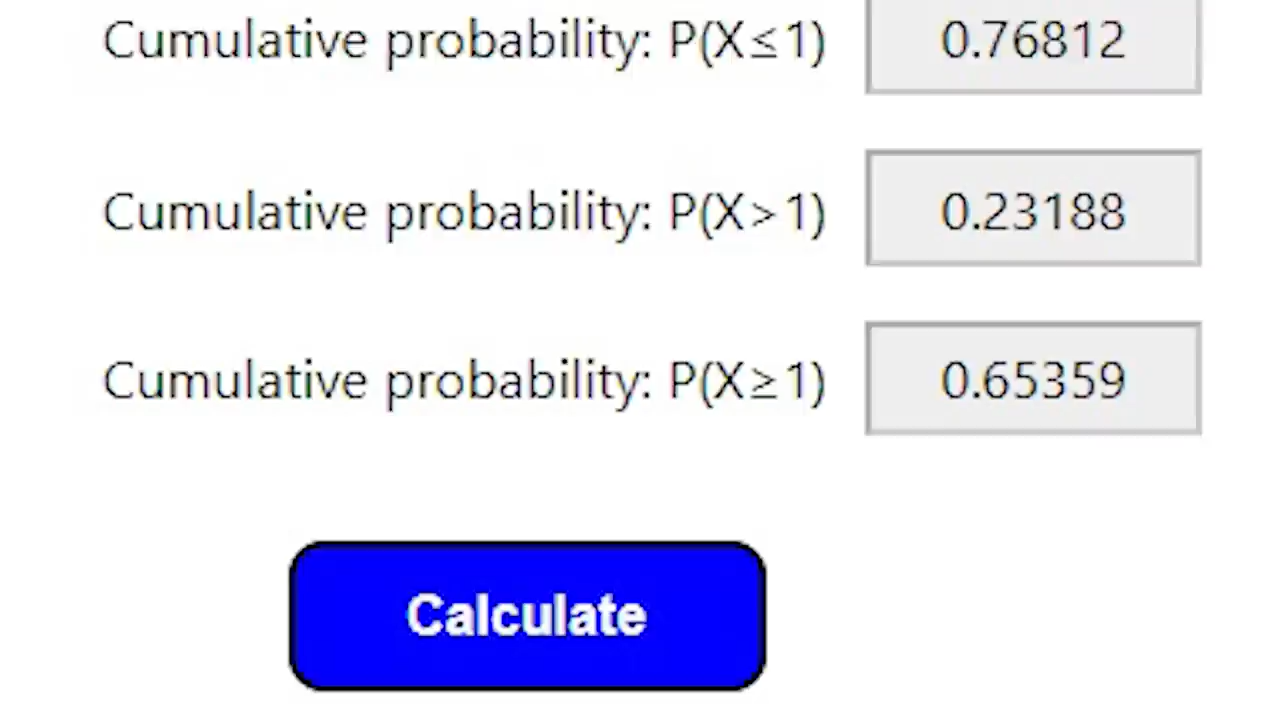 Cumulative probability: P(X≤1) 0.76812
Cumulative probability: P(X>1) 0.23188
Cumulative probability: P(X≥1) 0.65359
Calculate